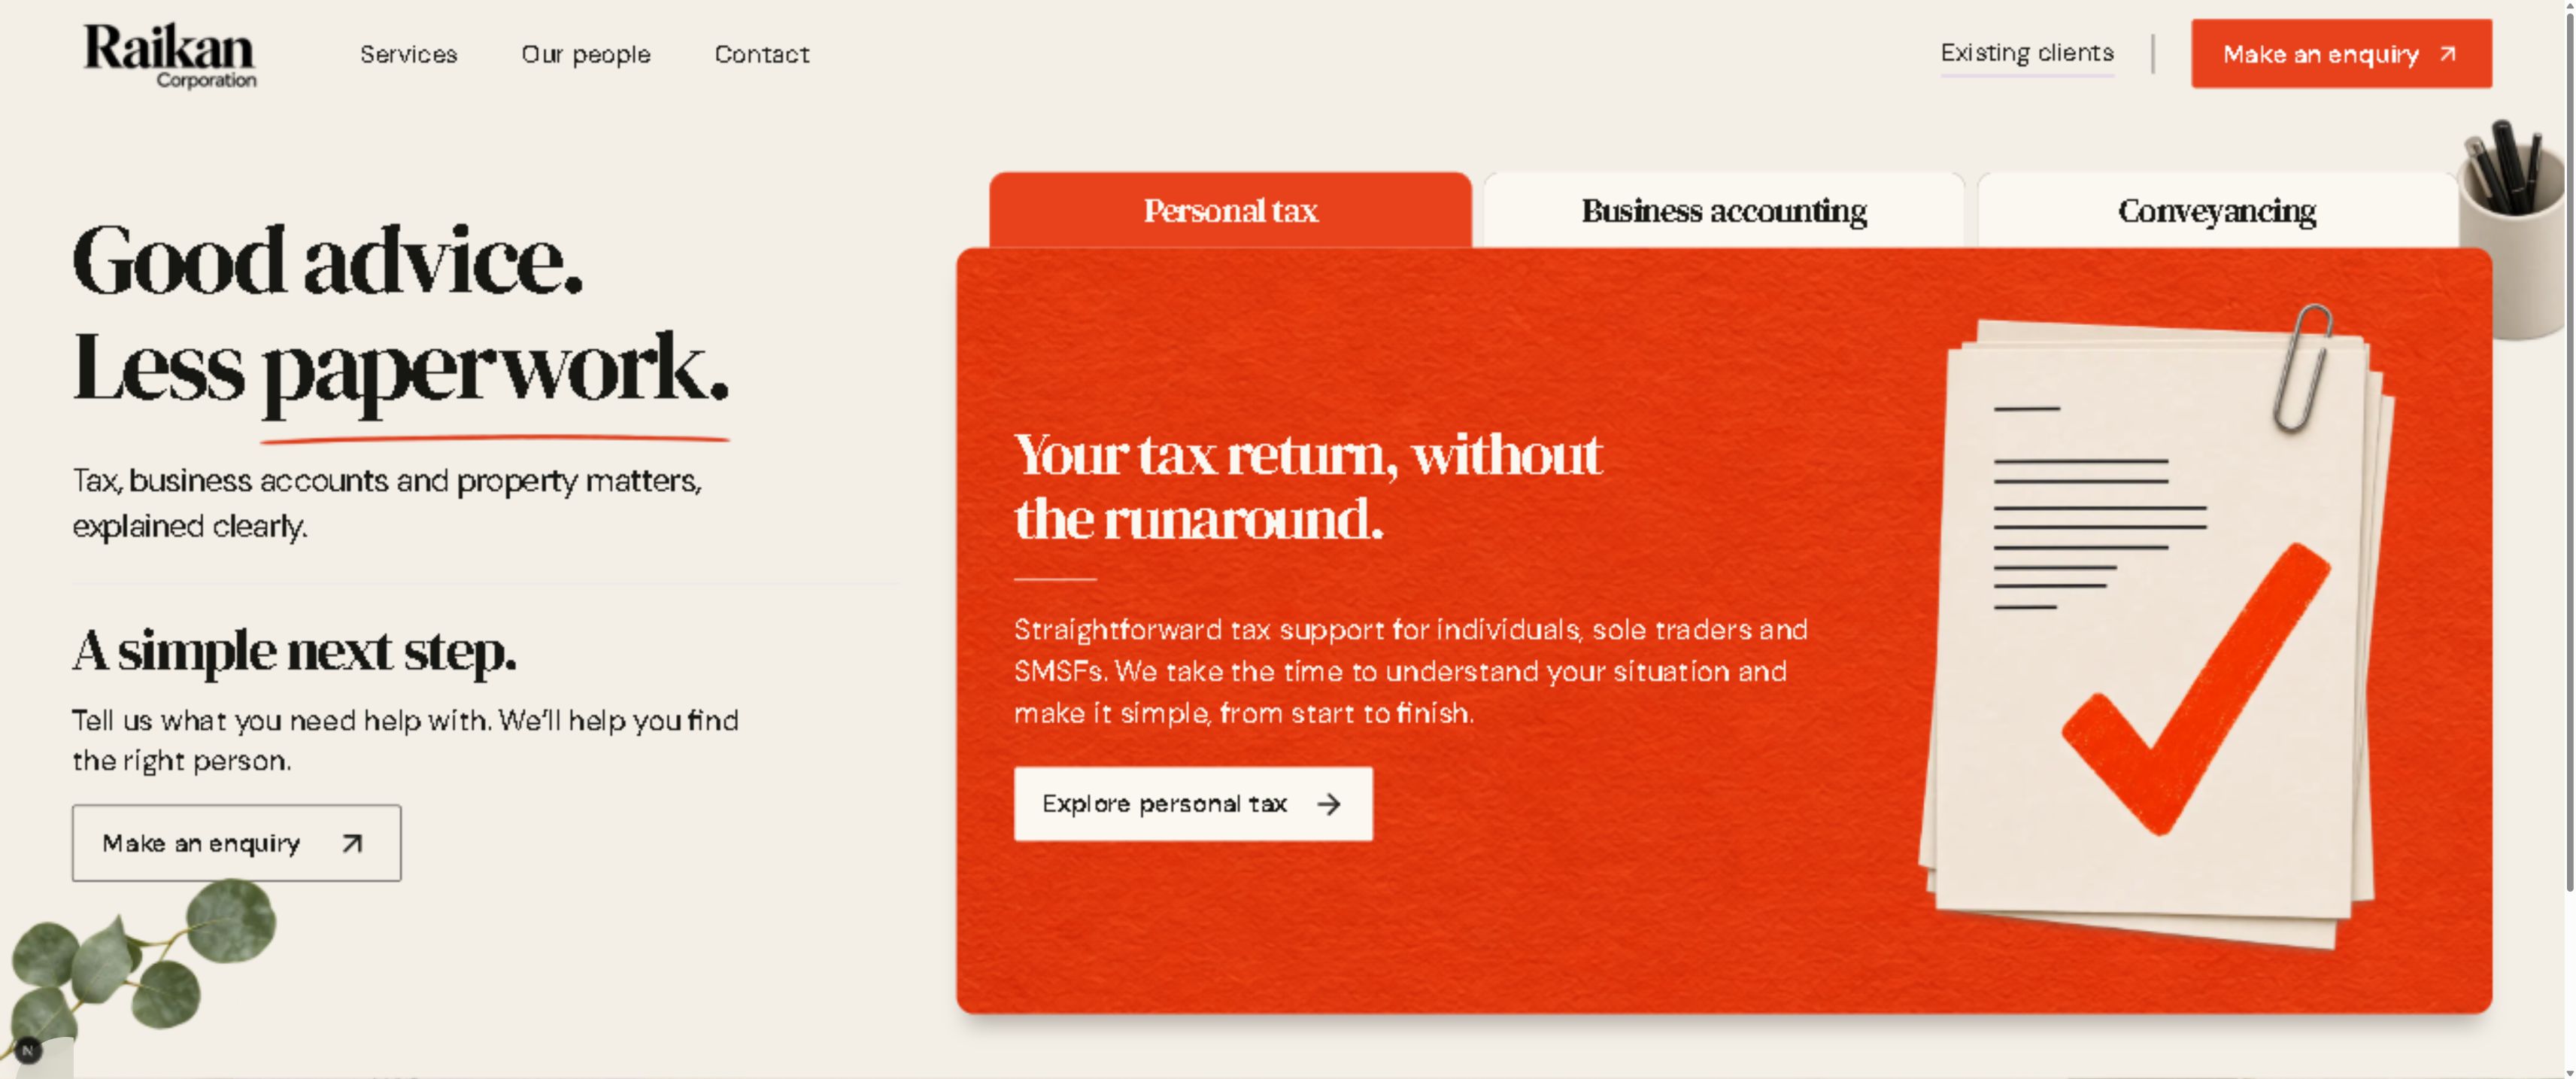 Raikan
Corporation
Services
Our people
Contact
Existing clients
Make an enquiry
Good advice.
Less paperwork.
Tax, business accounts and property matters,
explained clearly.
A simple next step.
Tell us what you need help with. We’ll help you find
the right person.
Make an enquiry
Personal tax
Business accounting
Conveyancing
Your tax return, without
the runaround.
Straightforward tax support for individuals, sole traders and
SMSFs. We take the time to understand your situation and
make it simple, from start to finish.
Explore personal tax
N